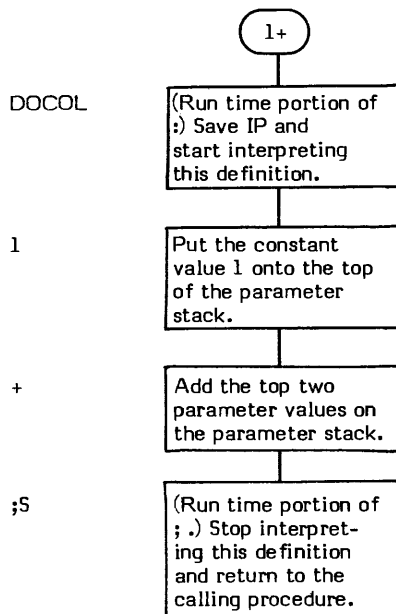 1+
DOCOL
(Run time portion of
:) Save IP and
start interpreting
this definition.
1
Put the constant
value 1 onto the top
of the parameter
stack.
+
Add the top two
parameter values on
the parameter stack.
;S
(Run time portion of
; .) Stop interpret-
ing this definition
and return to the
calling procedure.